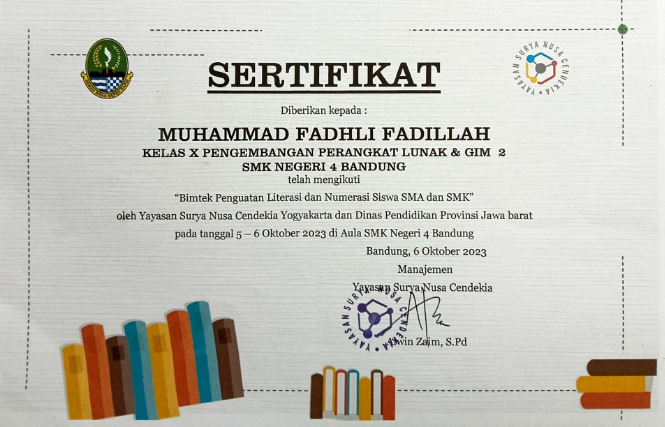 SERTIFIKAT
YAYASAN SURYA NUSA CENDEKIA
Diberikan kepada :
MUHAMMAD FADHLI FADILLAH
KELAS X PENGEMBANGAN PERANGKAT LUNAK & GIM 2
SMK NEGERI 4 BANDUNG
telah mengikuti
“Bimtek Penguatan Literasi dan Numerasi Siswa SMA dan SMK”
oleh Yayasan Surya Nusa Cendekia Yogyakarta dan Dinas Pendidikan Provinsi Jawa barat
pada tanggal 5 – 6 Oktober 2023 di Aula SMK Negeri 4 Bandung
Bandung, 6 Oktober 2023
Manajemen
Yayasan Surya Nusa Cendekia
YAYASAN SURYA NUSA CENDEKIA
Zaim, S.Pd